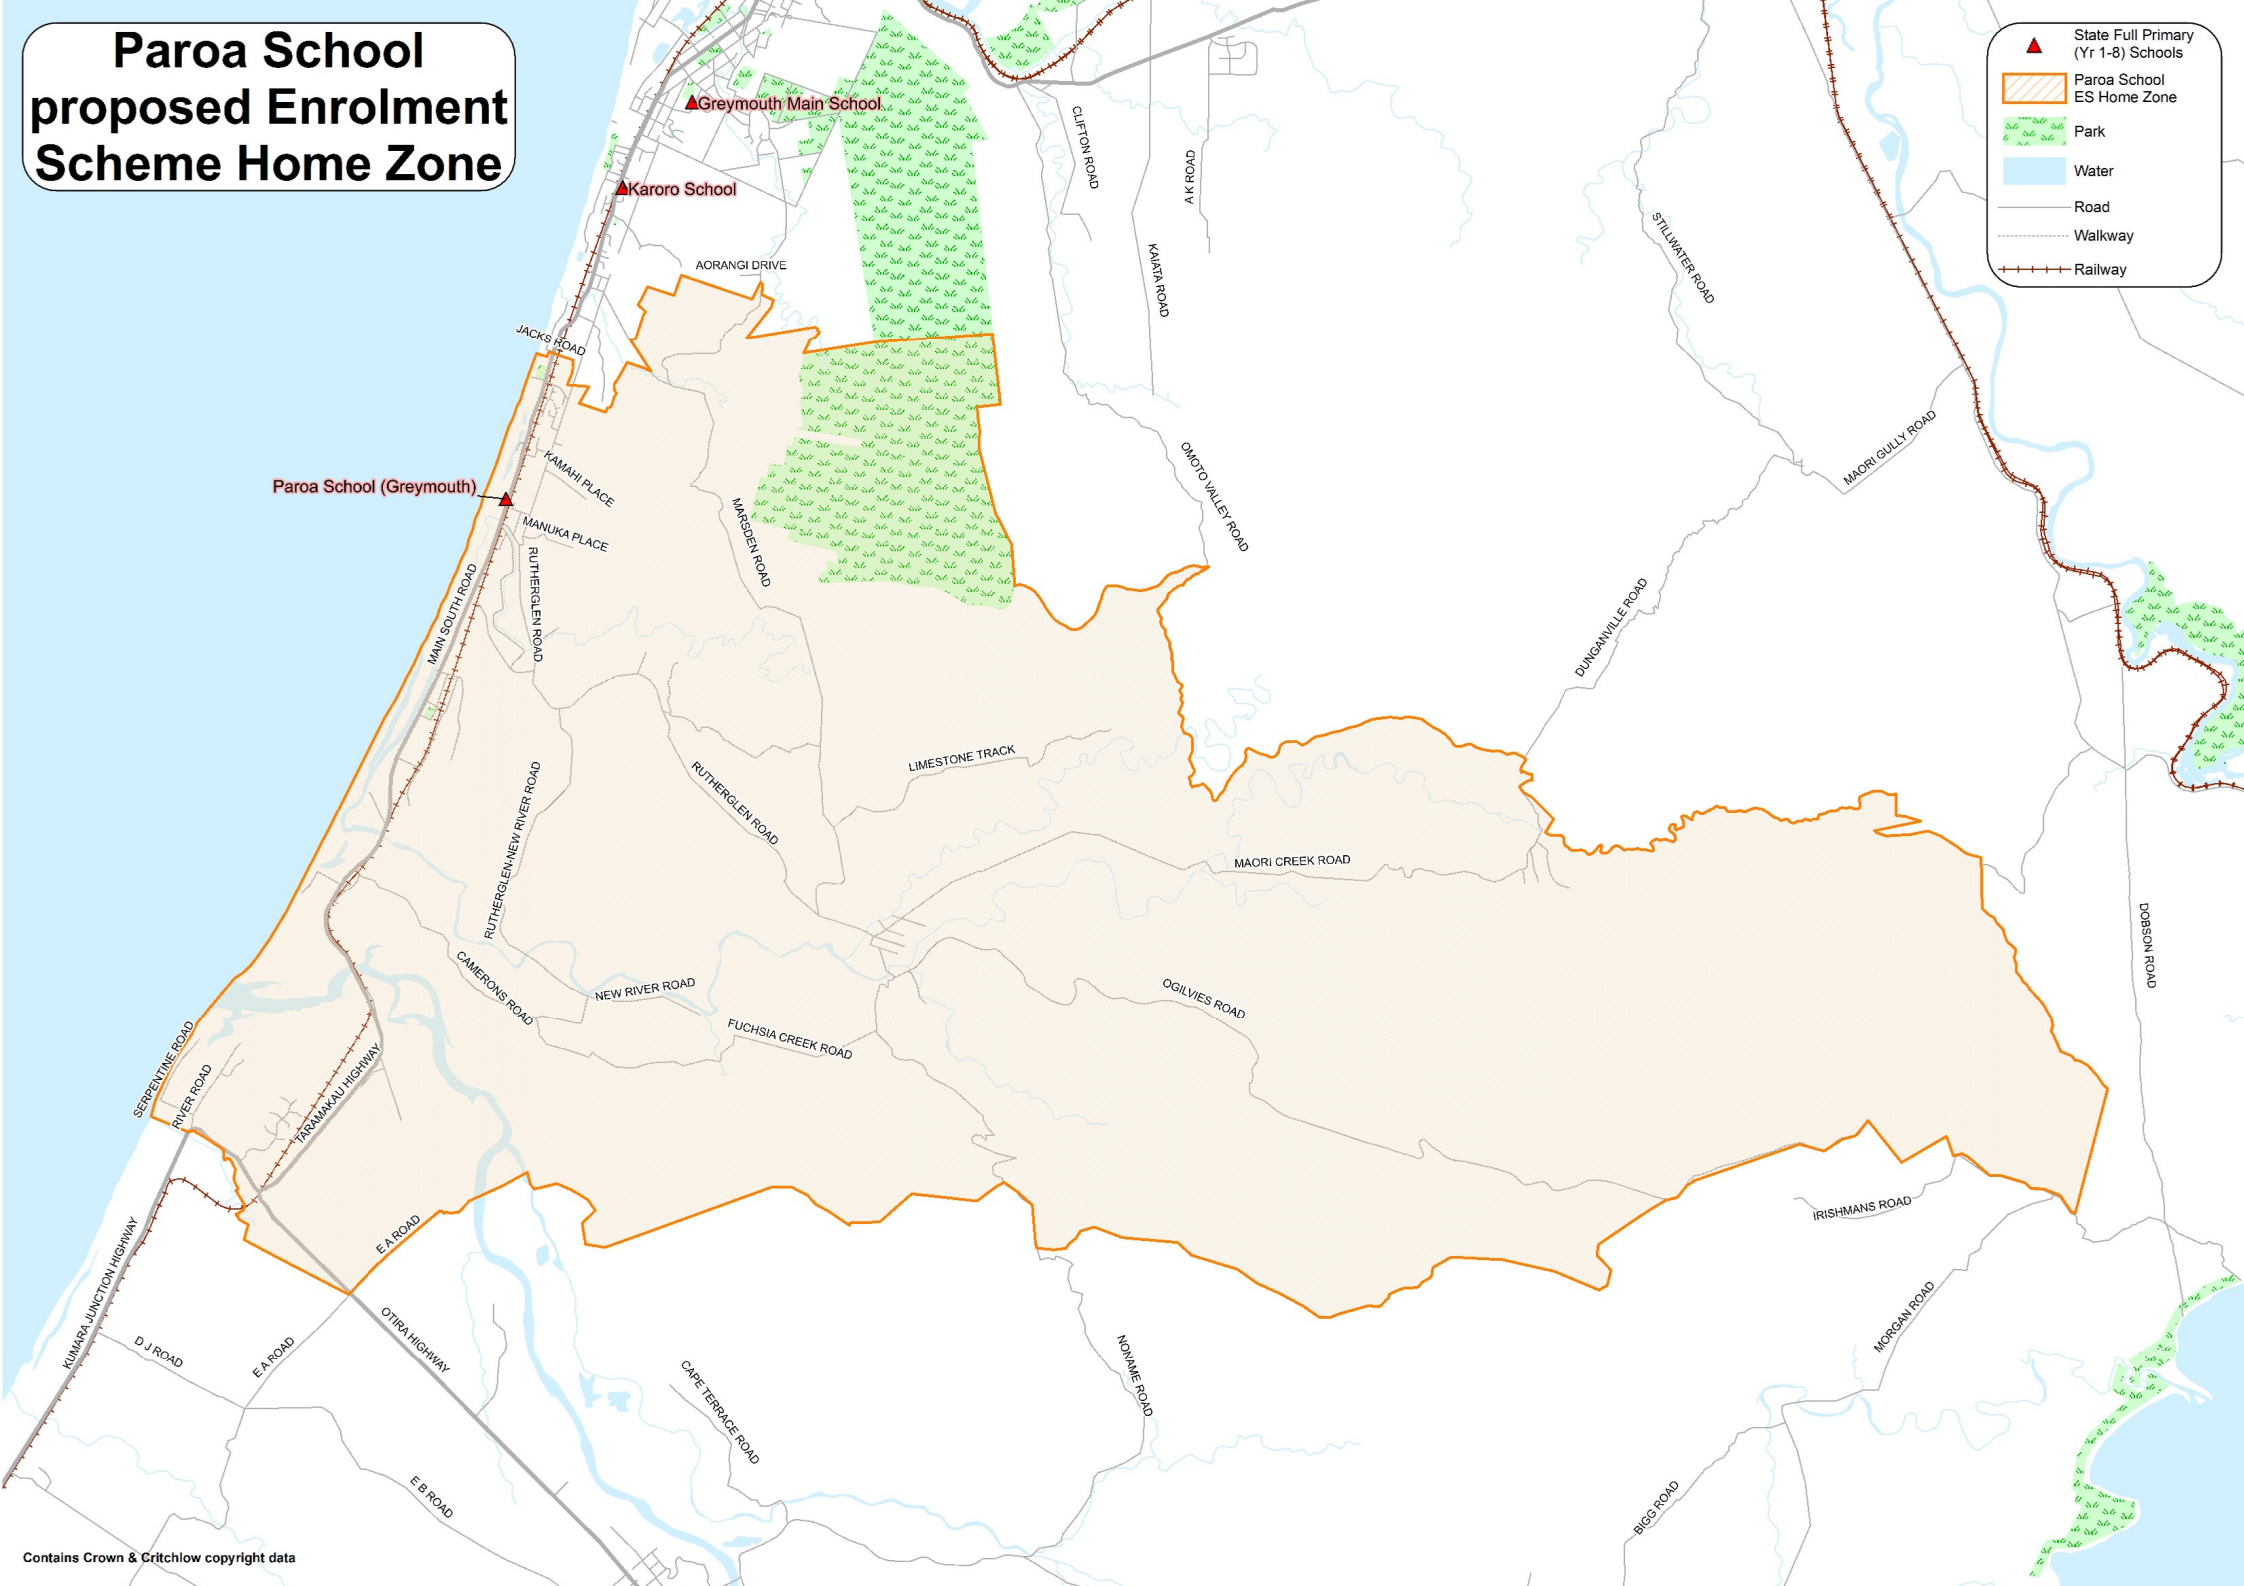 Paroa School
proposed Enrolment
Scheme Home Zone
State Full Primary
(Yr 1-8) Schools
Paroa School
ES Home Zone
Park
Water
Road
Walkway
Railway
Greymouth Main School
Karoro School
Paroa School (Greymouth)
CLIFTON ROAD
A K ROAD
KAIATA ROAD
STILLWATER ROAD
AORANGI DRIVE
JACKS ROAD
MAORI GULLY ROAD
OMOTO VALLEY ROAD
KAMAHI PLACE
MANUKA PLACE
MARSDEN ROAD
RUTHERGLEN ROAD
MAIN SOUTH ROAD
DUNGANVILLE ROAD
LIMESTONE TRACK
RUTHERGLEN ROAD
RUTHERGLEN-NEW RIVER ROAD
MAORI CREEK ROAD
DOBSON ROAD
CAMERONS ROAD
NEW RIVER ROAD
OGILVIES ROAD
FUCHSIA CREEK ROAD
SERPENTINE ROAD
RIVER ROAD
TARAMAKAU HIGHWAY
IRISHMANS ROAD
E A ROAD
KUMARA JUNCTION HIGHWAY
OTIRA HIGHWAY
D J ROAD
E A ROAD
MORGAN ROAD
NONAME ROAD
CAPE TERRACE ROAD
E B ROAD
BIGG ROAD
Contains Crown & Critchlow copyright data